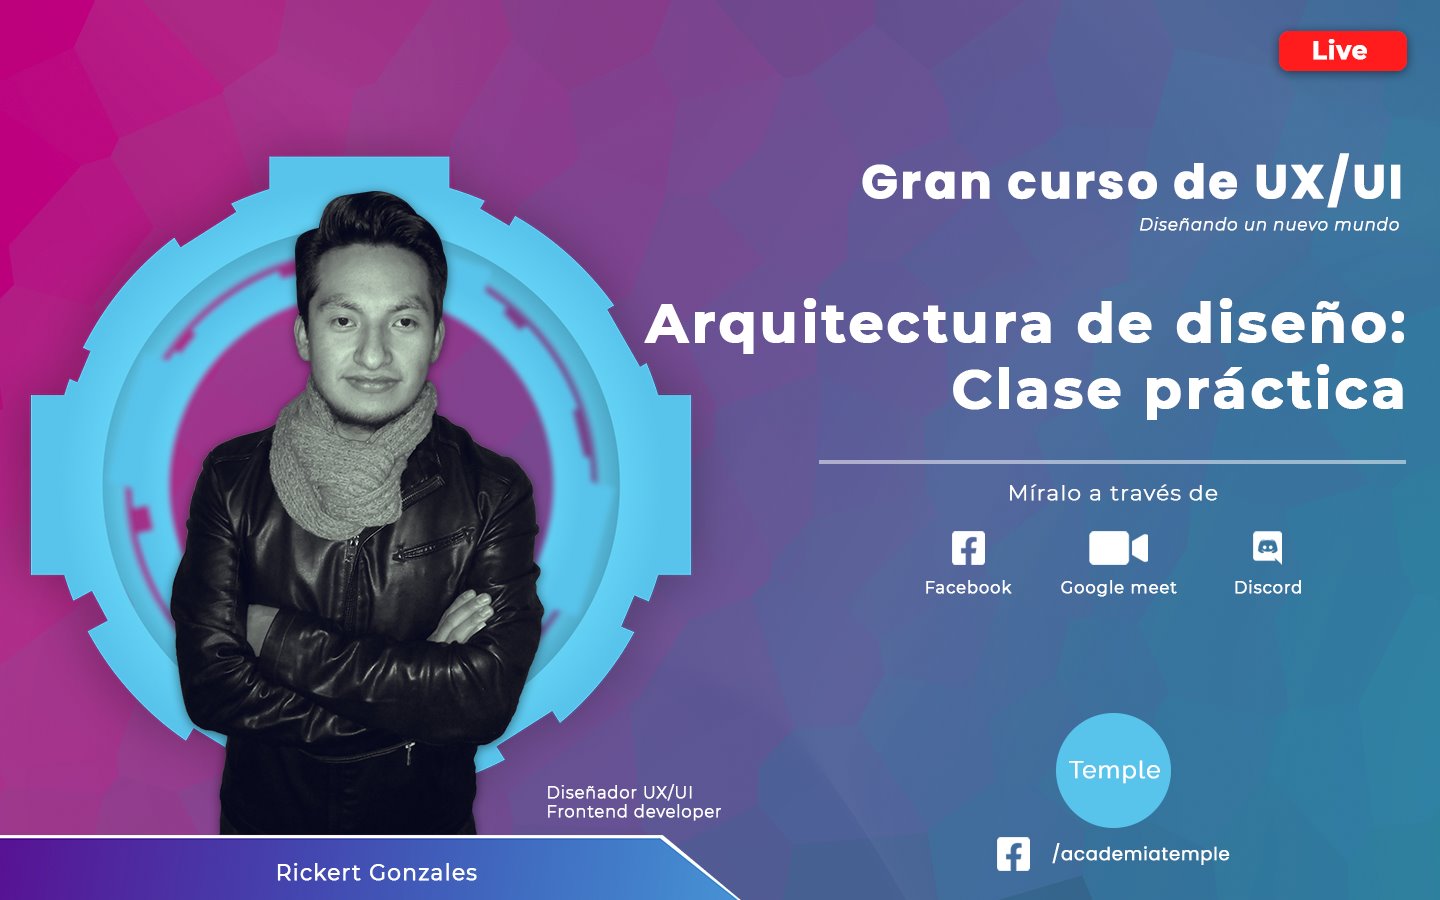 Live
Gran curso de UX/UI
Diseñando un nuevo mundo
Arquitectura de diseño:
Clase práctica
Míralo a través de
Facebook
Google meet
Discord
Temple
/academiatemple
Diseñador UX/UI
Frontend developer
Rickert Gonzales